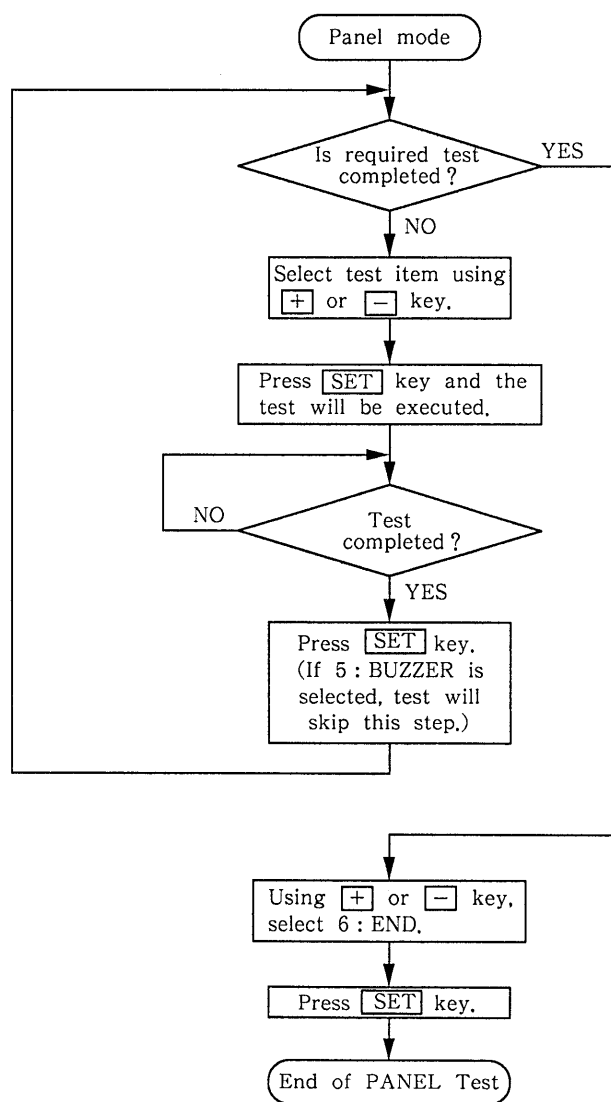 Panel mode
Is required test
completed?
YES
NO
Select test item using
+ or − key.
Press SET key and the
test will be executed.
NO
Test
completed?
YES
Press SET key.
(If 5 : BUZZER is
selected, test will
skip this step.)
Using + or − key,
select 6 : END.
Press SET key.
End of PANEL Test